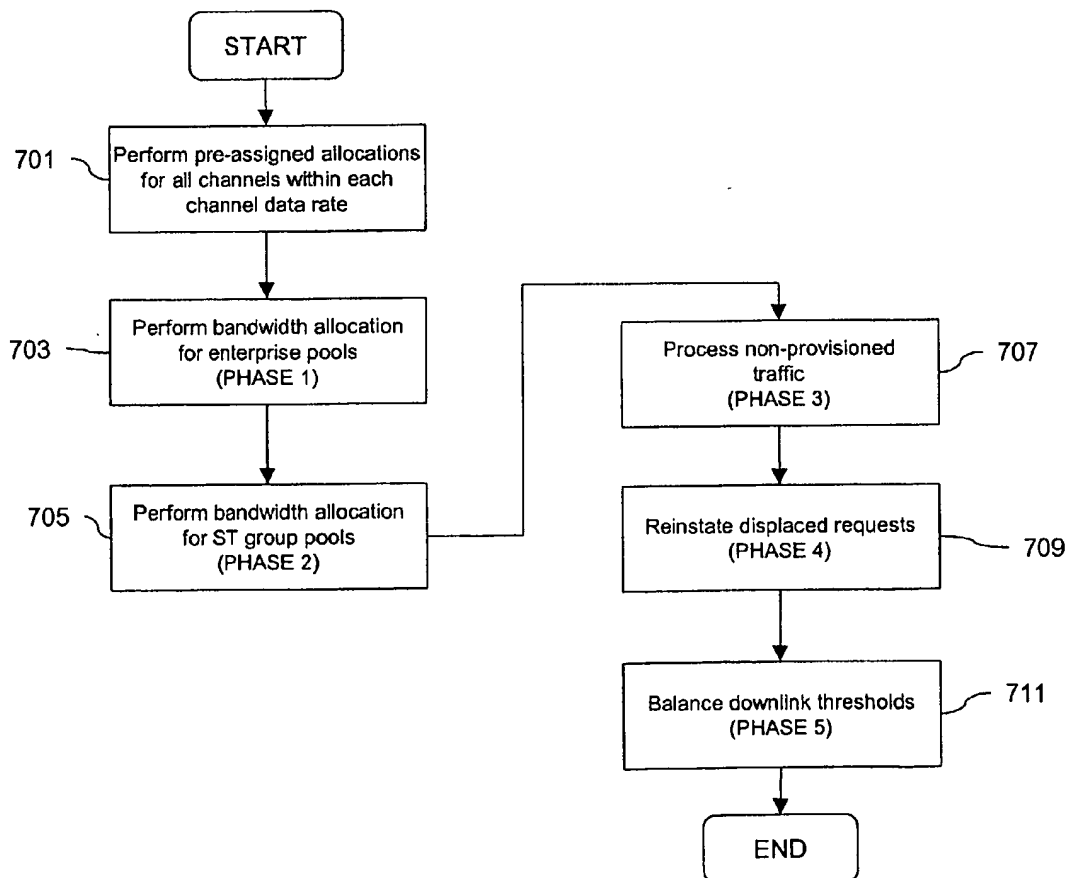 START
701
Perform pre-assigned allocations
for all channels within each
channel data rate
703
Perform bandwidth allocation
for enterprise pools
(PHASE 1)
705
Perform bandwidth allocation
for ST group pools
(PHASE 2)
Process non-provisioned
traffic
(PHASE 3)
707
Reinstate displaced requests
(PHASE 4)
709
Balance downlink thresholds
(PHASE 5)
711
END